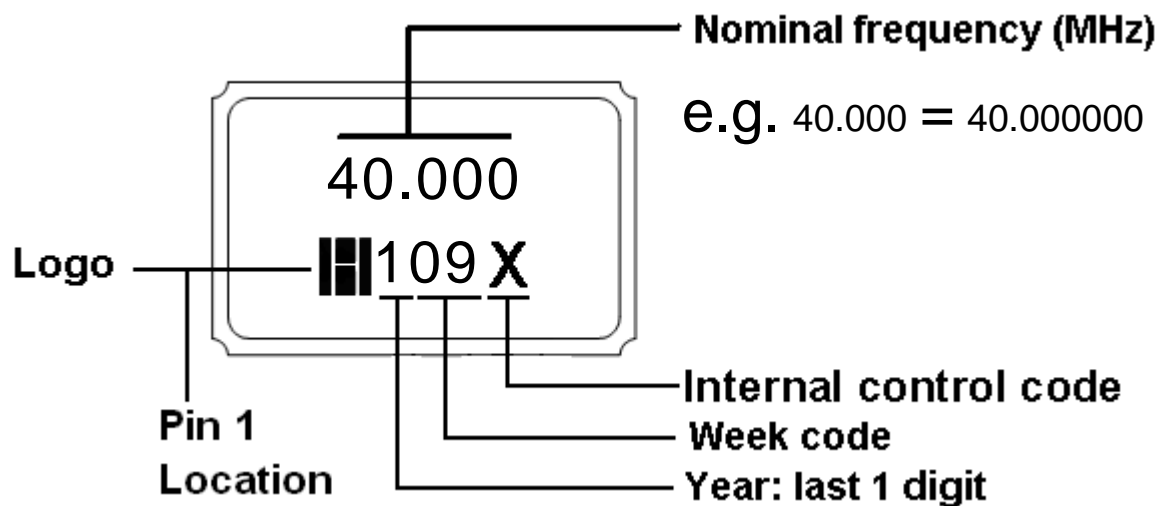 Nominal frequency (MHz)
e.g. 40.000 = 40.000000
40.000
Logo
109 X
Internal control code
Pin 1
Location
Week code
Year: last 1 digit